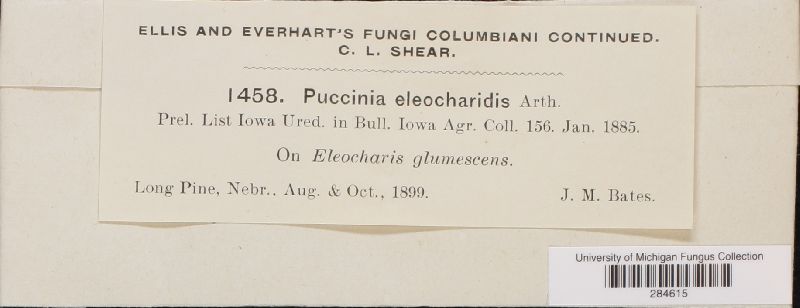 ELLIS AND EVERHART'S FUNGI COLUMBIANI CONTINUED.
C. L. SHEAR.
1458. Puccinia eleocharidis Arth.
Prel. List Iowa Ured. in Bull. Iowa Agr. Coll. 156. Jan. 1885.
On Eleocharis glumescens.
Long Pine, Nebr.. Aug. & Oct., 1899. J. M. Bates.
University of Michigan Fungus Collection
284615